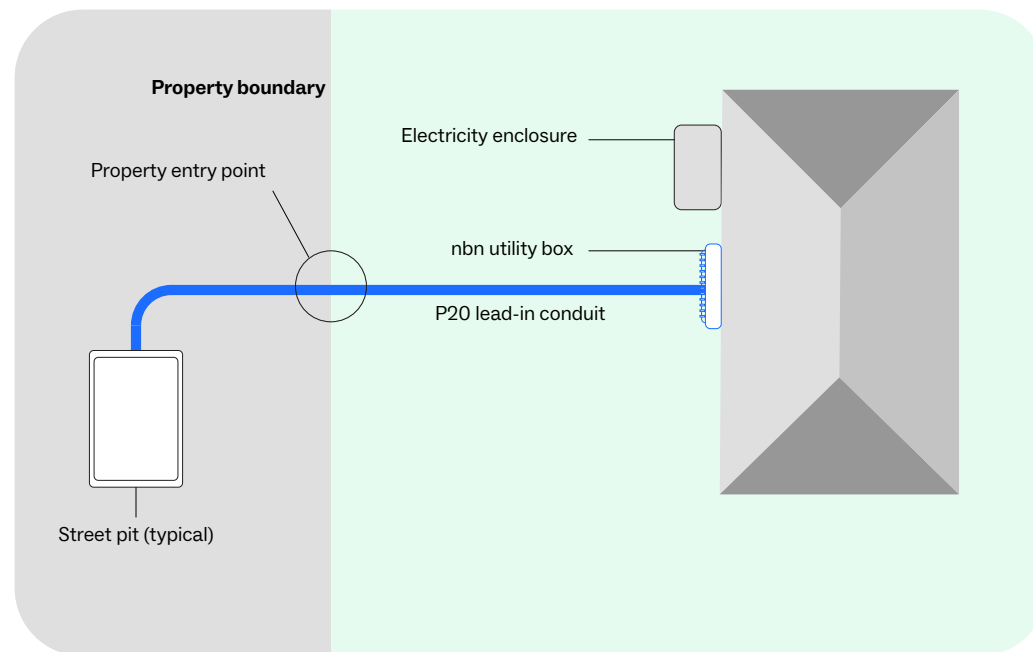 Property boundary
Electricity enclosure
Property entry point
nbn utility box
P20 lead-in conduit
Street pit (typical)